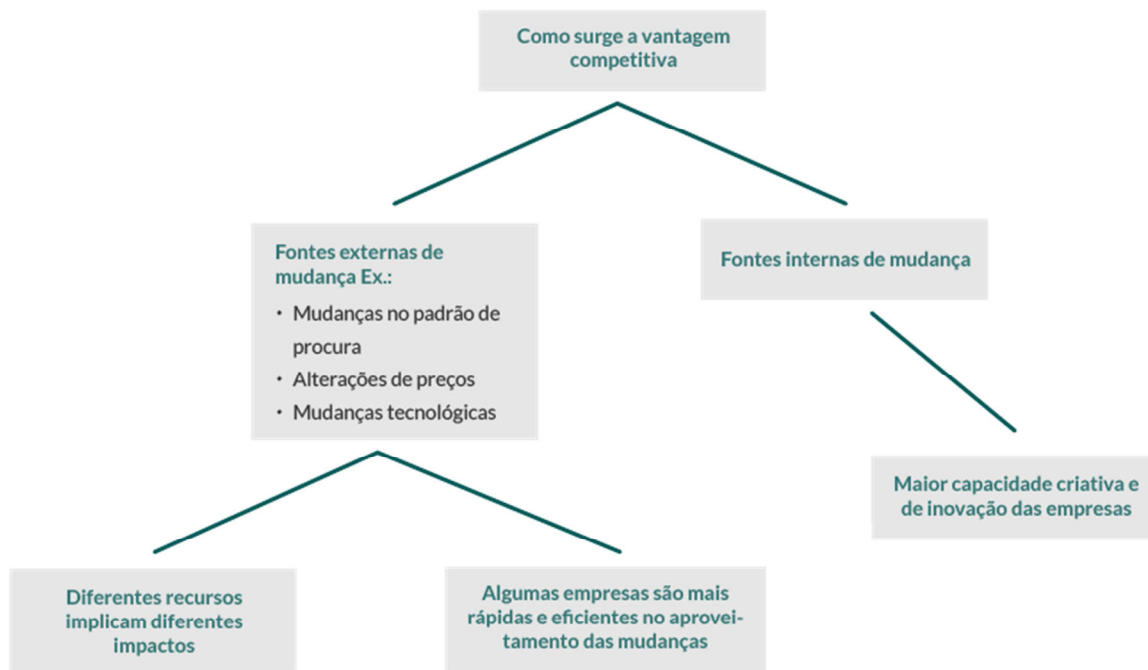 Como surge a vantagem
competitiva
Fontes externas de
mudança Ex.:
• Mudanças no padrão de
procura
• Alterações de preços
• Mudanças tecnológicas
Fontes internas de mudança
Maior capacidade criativa e
de inovação das empresas
Diferentes recursos
implicam diferentes
impactos
Algumas empresas são mais
rápidas e eficientes no aprovei-
tamento das mudanças